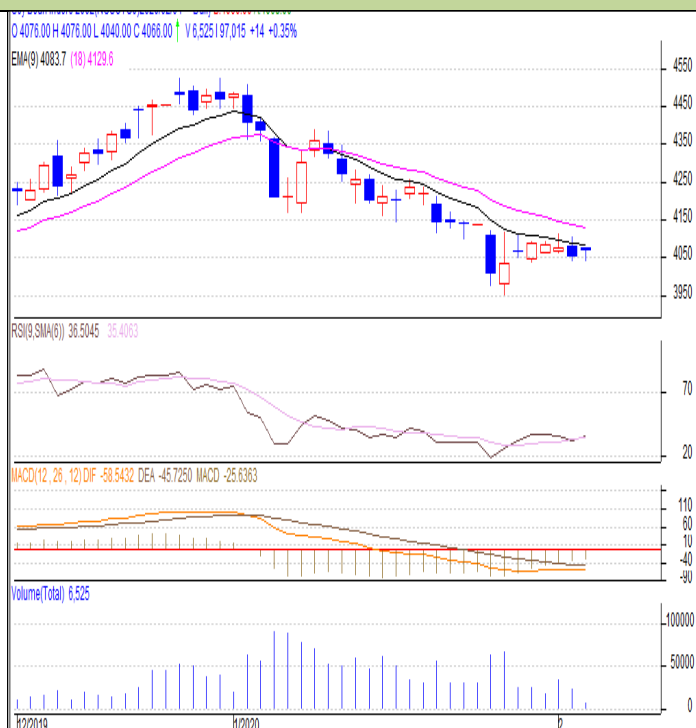 O 4076.00 H 4076.00 L 4040.00 C 4066.00 ↑ V 6,525 I 97,015 +14 +0.35%
EMA(9) 4083.7 (18) 4129.6
4550
4450
4350
4250
4150
4050
3950
RSI(9,SMA(6)) 36.5045 35.4063
70
20
MACD(12 , 26 , 12) DIF -58.5432 DEA -45.7250 MACD -25.6363
110
60
10
-40
-90
Volume(Total) 6,525
100000
50000
0
12/2019 1/2020 2